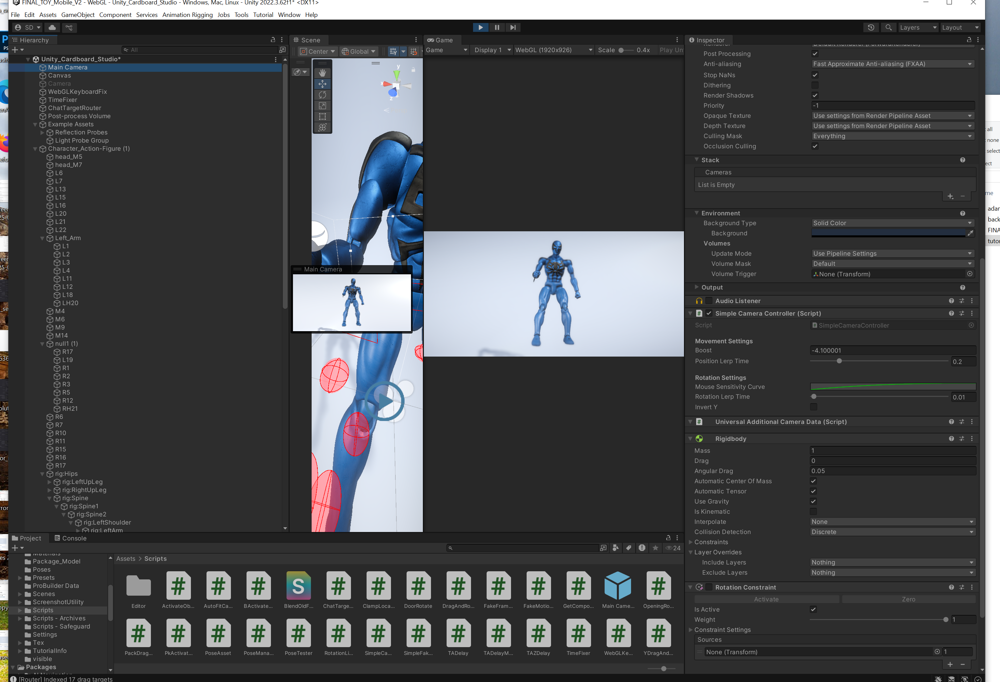 FINAL_TOY_Mobile_V2 - WebGL - Unity_Cardboard_Studio - Windows, Mac, Linux - Unity 2022.3.62f1* <DX11>
File Edit Assets GameObject Component Services Animation Rigging Jobs Tools Tutorial Window Help
SD
Layers
Layout
Hierarchy
All
Unity_Cardboard_Studio*
Main Camera
Canvas
Camera
WebGLKeyboardFix
TimeFixer
ChatTargetRouter
Post-process Volume
Example Assets
Reflection Probes
Light Probe Group
Character_Action-Figure (1)
head_M5
head_M7
L6
L7
L13
L15
L16
L20
L21
L22
Left_Arm
L1
L2
L3
L4
L11
L12
L18
LH20
M4
M6
M9
M14
null1 (1)
R17
L19
R1
R2
R3
R5
R12
RH21
R6
R7
R10
R11
R15
R16
R17
rig:Hips
rig:LeftUpLeg
rig:RightUpLeg
rig:Spine
rig:Spine1
rig:Spine2
rig:LeftShoulder
rig:LeftArm
Scene
Center
Global
y
x
z
Main Camera
Game
Game
Display 1
WebGL (1920x926)
Scale
0.4x
Play Un
Inspector
Renderer
Default Renderer (ForwardRenderer)
Post Processing
Anti-aliasing
Fast Approximate Anti-aliasing (FXAA)
Stop NaNs
Dithering
Render Shadows
Priority
-1
Opaque Texture
Use settings from Render Pipeline Asset
Depth Texture
Use settings from Render Pipeline Asset
Culling Mask
Everything
Occlusion Culling
Stack
Cameras
List is Empty
Environment
Background Type
Solid Color
Background
Volumes
Update Mode
Use Pipeline Settings
Volume Mask
Default
Volume Trigger
None (Transform)
Output
Audio Listener
Simple Camera Controller (Script)
Script
SimpleCameraController
Movement Settings
Boost
-4.100001
Position Lerp Time
0.2
Rotation Settings
Mouse Sensitivity Curve
Rotation Lerp Time
0.01
Invert Y
Universal Additional Camera Data (Script)
Rigidbody
Mass
1
Drag
0
Angular Drag
0.05
Automatic Center Of Mass
Automatic Tensor
Use Gravity
Is Kinematic
Interpolate
None
Collision Detection
Discrete
Constraints
Layer Overrides
Include Layers
Nothing
Exclude Layers
Nothing
Rotation Constraint
Activate
Zero
Is Active
Weight
1
Constraint Settings
Sources
None (Transform)
1
Project
Console
24
Materials
Package_Model
Poses
Presets
ProBuilder Data
Scenes
ScreenshotUtility
Scripts
Scripts - Archives
Scripts - Safeguard
Settings
Tex
TutorialInfo
visible
Packages
Assets > Scripts
Editor
ActivateOb...
AutoFitCa...
BActivate...
BlendOldF...
ChatTarge...
ClampLoca...
DoorRotate
DragAndRo...
FakeFram...
FakeMotio...
GetCompo...
Main Came...
OpeningRo...
PackDrag...
PkActivat...
PoseAsset
PoseMana...
PoseTester
RotationLi...
SimpleCa...
SimpleFak...
TADelay
TADelayM...
TAZDelay
TimeFixer
WebGLKe...
YDragAnd...
[Router] Indexed 17 drag targets
all
none
select
ect
me
adar
back
FINA
tutor